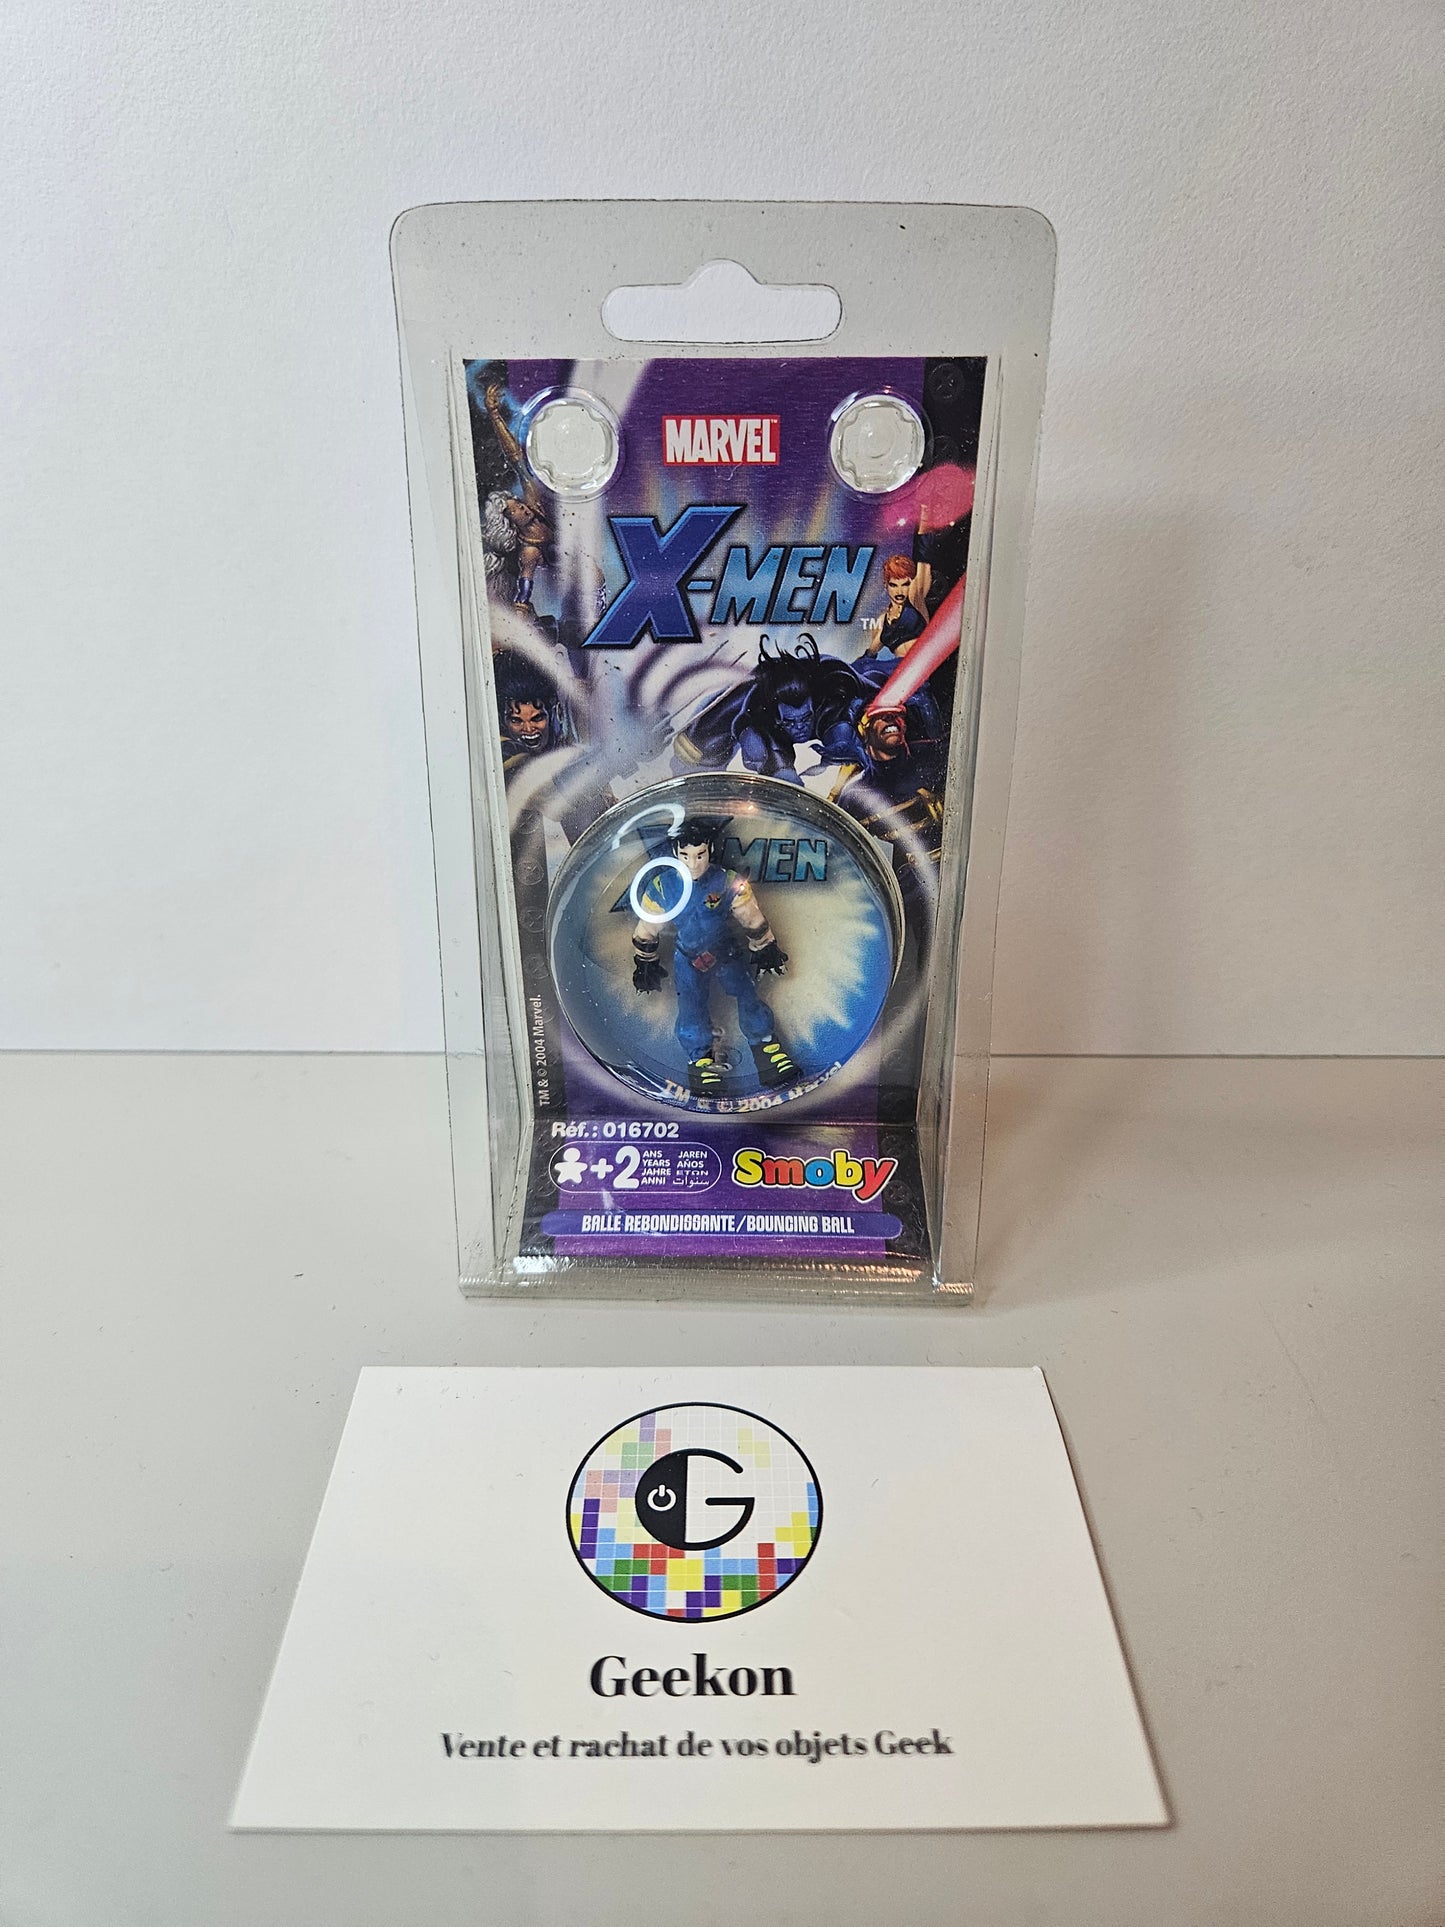 MARVEL
X-MEN TM
X-MEN
TM & © 2004 Marvel.
TM & © 2004 Marvel
Réf.: 016702
+2 ANS JAREN
YEARS AÑOS
JAHRE ETΩN
ANNI سنوات
Smoby
BALLE REBONDISSANTE/BOUNCING BALL
G
Geekon
Vente et rachat de vos objets Geek